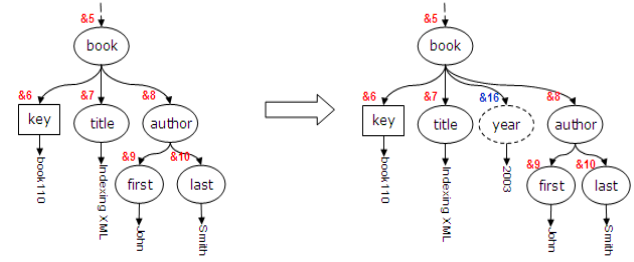 &5
book
&6
&7
&8
key
title
author
book110
Indexing XML
&9
&10
first
last
John
Smith
&5
book
&6
&7
&16
&8
key
title
year
author
book110
Indexing XML
2003
&9
&10
first
last
John
Smith